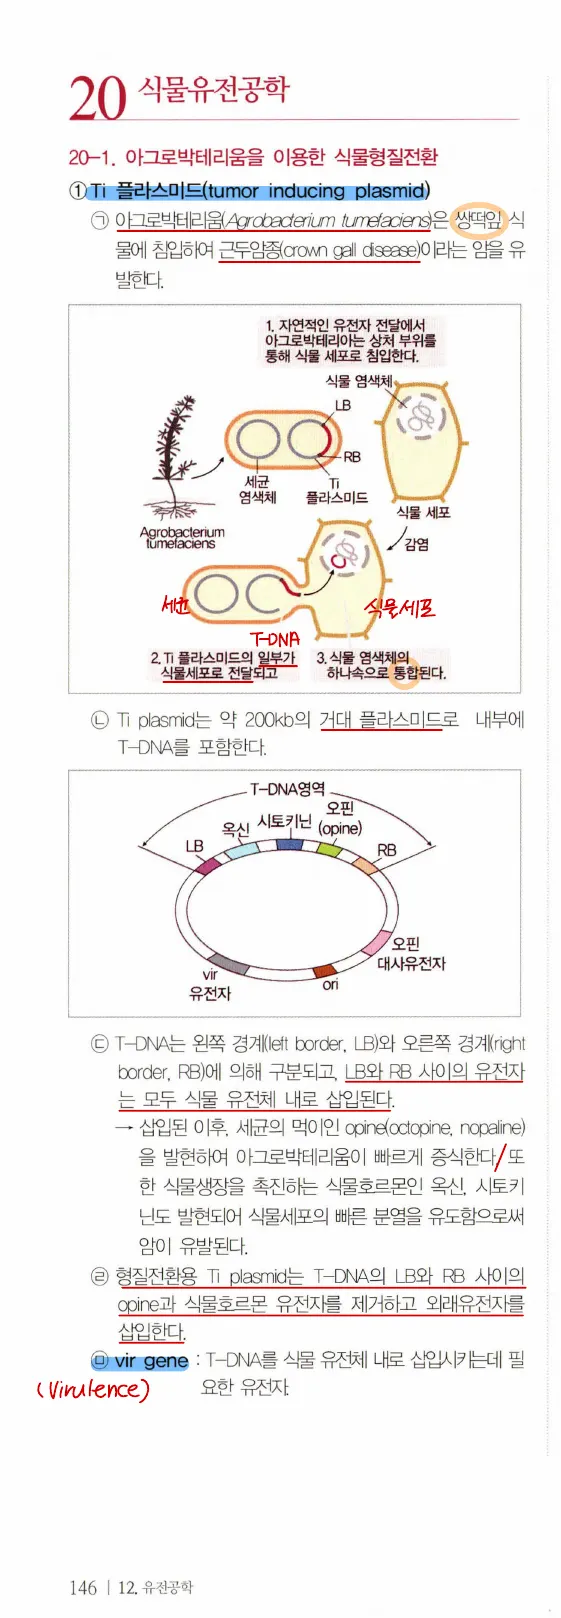 20 식물유전공학
20-1. 아그로박테리움을 이용한 식물형질전환
① Ti 플라스미드(tumor inducing plasmid)
㉠ 아그로박테리움(Agrobacterium tumefaciens)은 쌍떡잎 식
물에 침입하여 근두암종(crown gall disease)이라는 암을 유
발한다.
1. 자연적인 유전자 전달에서
아그로박테리아는 상처 부위를
통해 식물 세포로 침입한다.
식물 염색체
LB
RB
세균
염색체
Ti
플라스미드
식물 세포
Agrobacterium
tumefaciens
감염
세균
식물세포
T-DNA
2. Ti 플라스미드의 일부가
식물세포로 전달되고
3. 식물 염색체의
하나속으로 통합된다.
㉡ Ti plasmid는 약 200kb의 거대 플라스미드로 내부에
T-DNA를 포함한다.
T-DNA영역
LB
옥신
시토키닌
오핀
(opine)
RB
오핀
대사유전자
vir
유전자
ori
㉢ T-DNA는 왼쪽 경계(left border, LB)와 오른쪽 경계(right
border, RB)에 의해 구분되고, LB와 RB 사이의 유전자
는 모두 식물 유전체 내로 삽입된다.
→ 삽입된 이후, 세균의 먹이인 opine(octopine, nopaline)
을 발현하여 아그로박테리움이 빠르게 증식한다/또
한 식물생장을 촉진하는 식물호르몬인 옥신, 시토키
닌도 발현되어 식물세포의 빠른 분열을 유도함으로써
암이 유발된다.
㉣ 형질전환용 Ti plasmid는 T-DNA의 LB와 RB 사이의
opine과 식물호르몬 유전자를 제거하고 외래유전자를
삽입한다.
㉤ vir gene : T-DNA를 식물 유전체 내로 삽입시키는데 필
(Virulence) 요한 유전자.
146 | 12. 유전공학